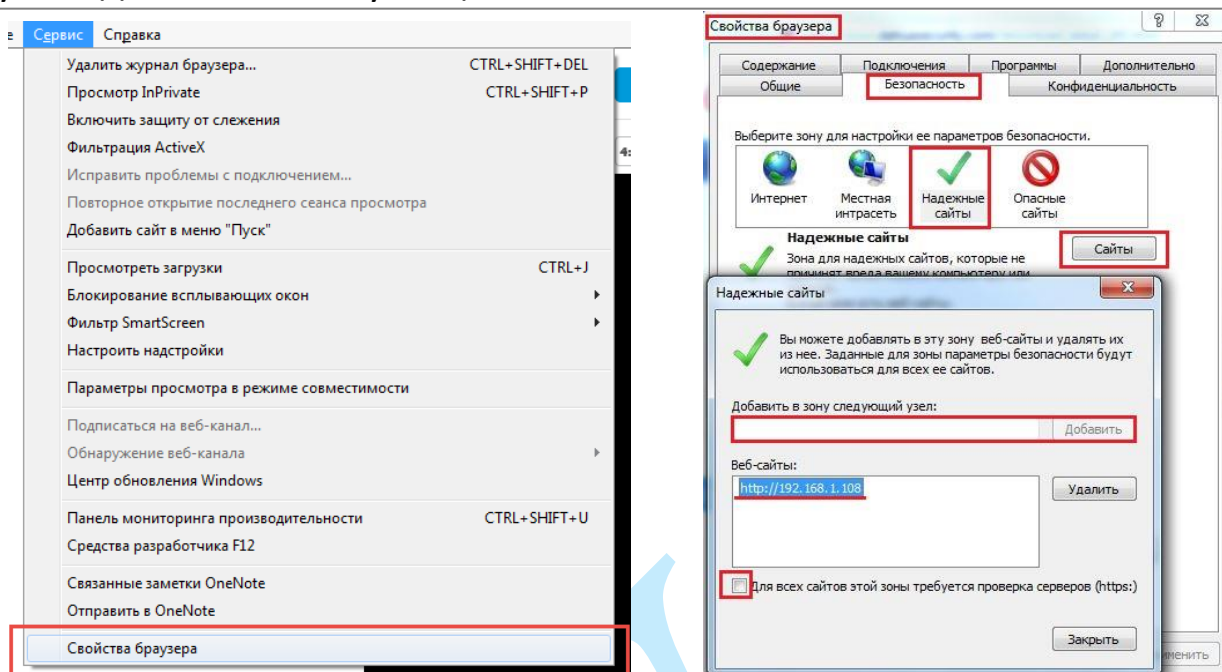 Сервис Справка
Удалить журнал браузера... CTRL+SHIFT+DEL
Просмотр InPrivate CTRL+SHIFT+P
Включить защиту от слежения
Фильтрация ActiveX
Исправить проблемы с подключением...
Повторное открытие последнего сеанса просмотра
Добавить сайт в меню "Пуск"
Просмотреть загрузки CTRL+J
Блокирование всплывающих окон
Фильтр SmartScreen
Настроить надстройки
Параметры просмотра в режиме совместимости
Подписаться на веб-канал...
Обнаружение веб-канала
Центр обновления Windows
Панель мониторинга производительности CTRL+SHIFT+U
Средства разработчика F12
Связанные заметки OneNote
Отправить в OneNote
Свойства браузера
Свойства браузера
Содержание Подключения Программы Дополнительно
Общие Безопасность Конфиденциальность
Выберите зону для настройки ее параметров безопасности.
Интернет Местная Надежные Опасные
интрасеть сайты сайты
Надежные сайты
Сайты
Зона для надежных сайтов, которые не
причинят вреда вашему компьютеру или
Надежные сайты
Вы можете добавлять в эту зону веб-сайты и удалять их
из нее. Заданные для зоны параметры безопасности будут
использоваться для всех ее сайтов.
Добавить в зону следующий узел:
Добавить
Веб-сайты:
http://192.168.1.108
Удалить
Для всех сайтов этой зоны требуется проверка серверов (https:)
Закрыть